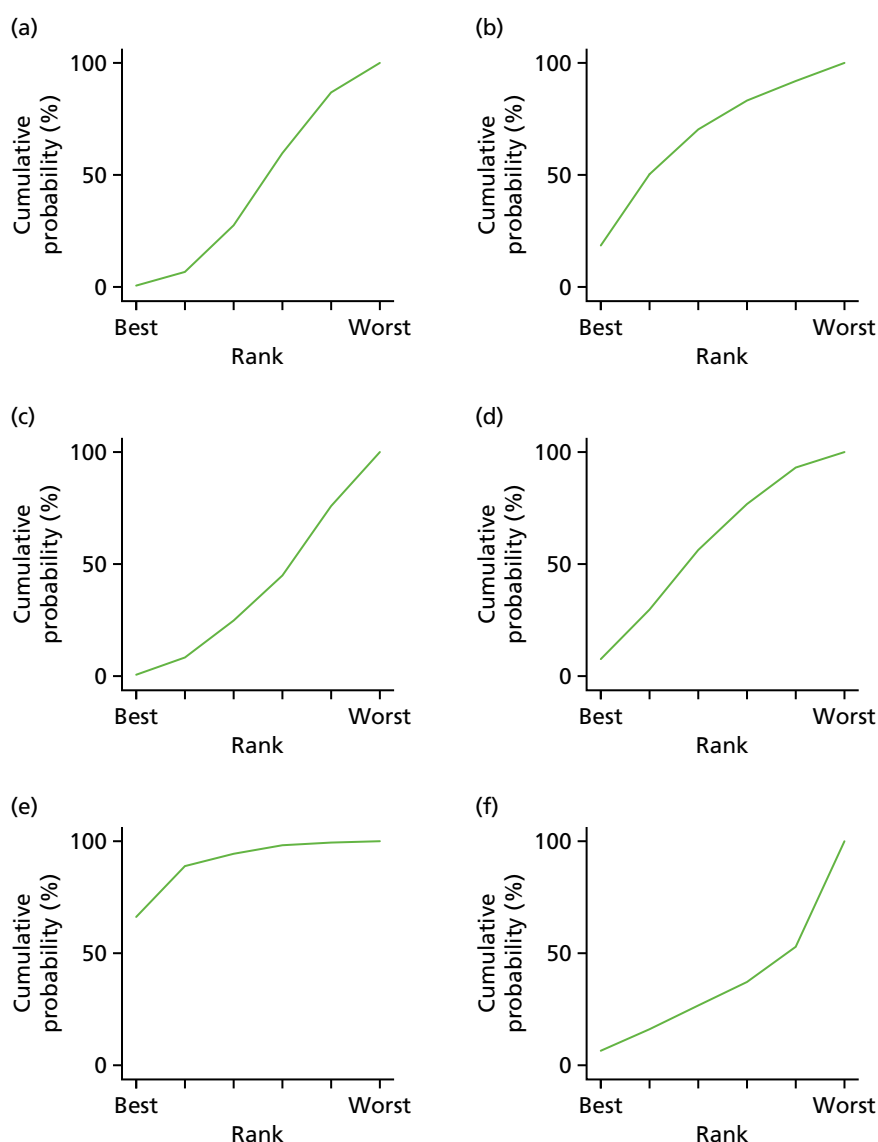 (a)
100
50
0
Cumulative
probability (%)
Best
Worst
Rank
(b)
100
50
0
Cumulative
probability (%)
Best
Worst
Rank
(c)
100
50
0
Cumulative
probability (%)
Best
Worst
Rank
(d)
100
50
0
Cumulative
probability (%)
Best
Worst
Rank
(e)
100
50
0
Cumulative
probability (%)
Best
Worst
Rank
(f)
100
50
0
Cumulative
probability (%)
Best
Worst
Rank